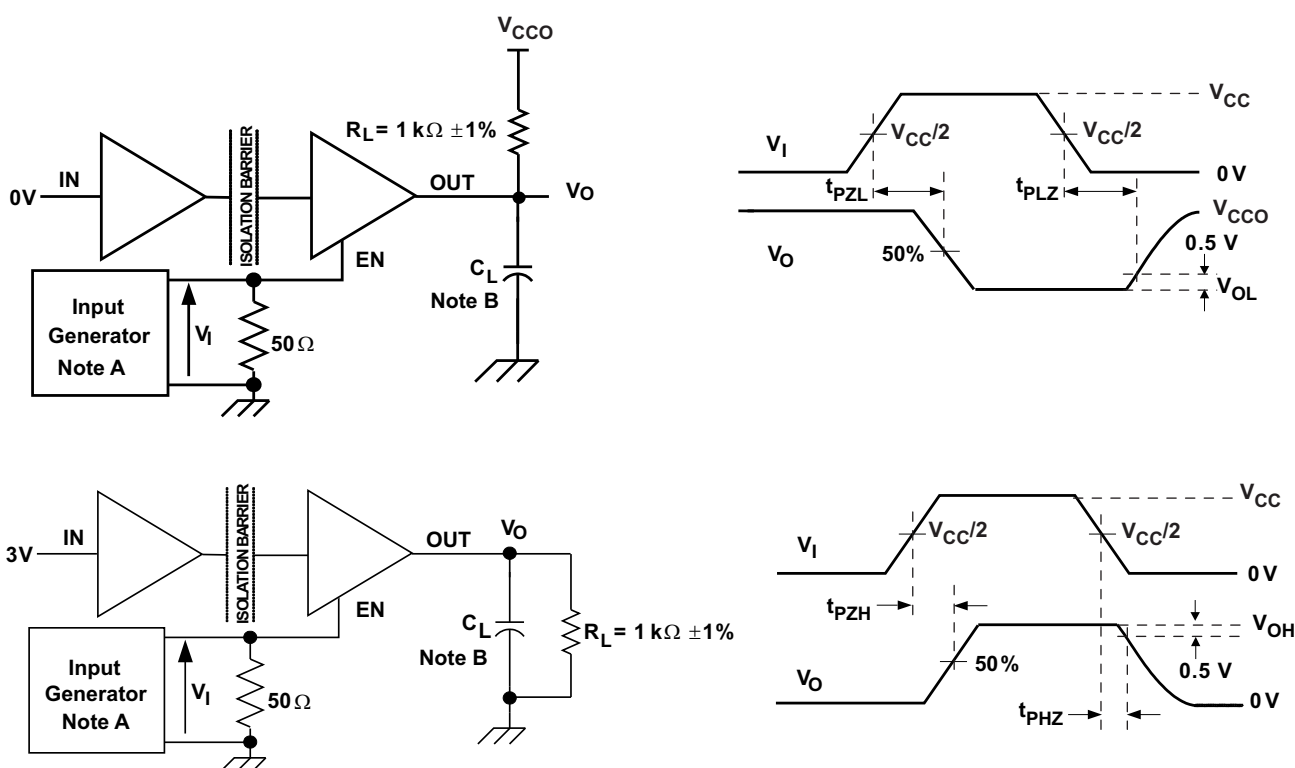 VCCO
RL = 1 kΩ ±1%
0V
IN
ISOLATION BARRIER
OUT
VO
EN
CL
Note B
Input
Generator
Note A
VI
50Ω
VCC
VI
VCC/2
VCC/2
0 V
tPZL
tPLZ
VCCO
0.5 V
VO
50%
VOL
3V
IN
ISOLATION BARRIER
OUT
VO
EN
CL
Note B
RL = 1 kΩ ±1%
Input
Generator
Note A
VI
50Ω
VCC
VI
VCC/2
VCC/2
0 V
tPZH
VOH
0.5 V
VO
50%
tPHZ
0 V